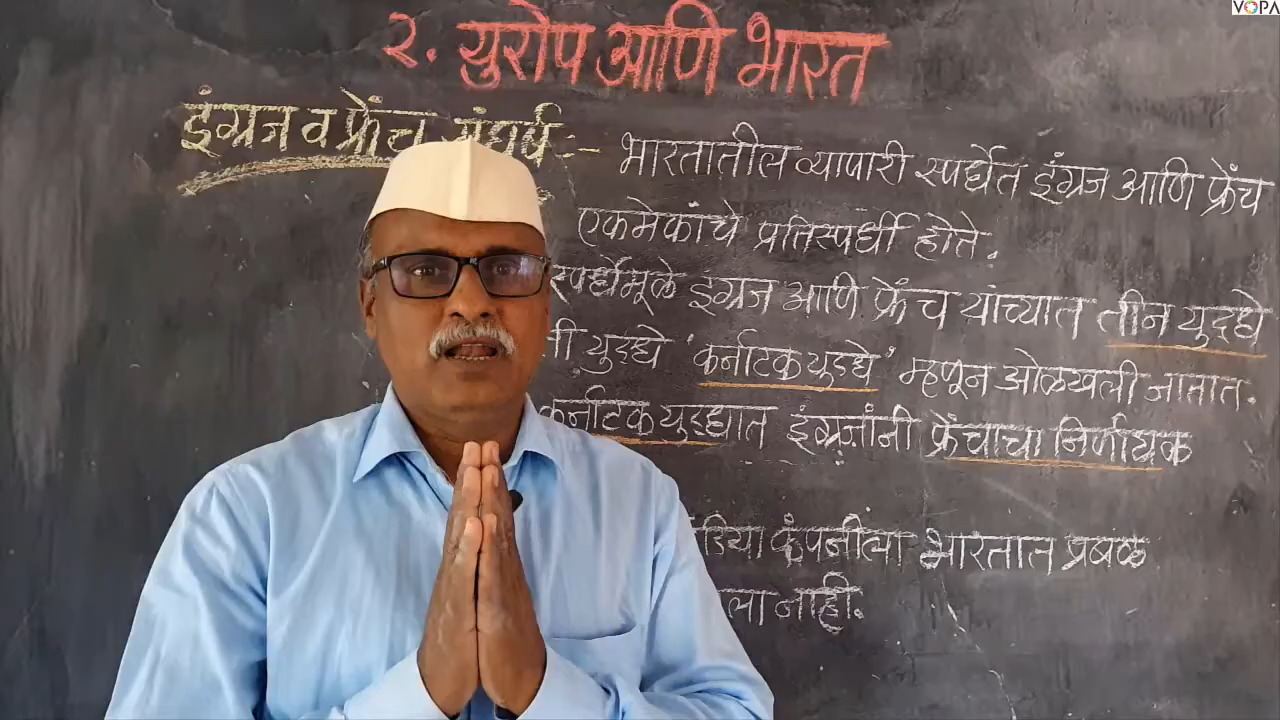 VOPA
२. युरोप आणि भारत
इंग्रज व फ्रेंच संघर्ष :- भारतातील व्यापारी स्पर्धेत इंग्रज आणि फ्रेंच
एकमेकांचे प्रतिस्पर्धी होते.
स्पर्धेमूळे इंग्रज आणि फ्रेंच यांच्यात तीन युद्धे
युद्धे 'कर्नाटक युद्धे' म्हणून ओळखली जातात.
कर्नाटक युद्धात इंग्रजांनी फ्रेंचाचा निर्णायक
कंपनीला भारतात प्रबळ
नाही.